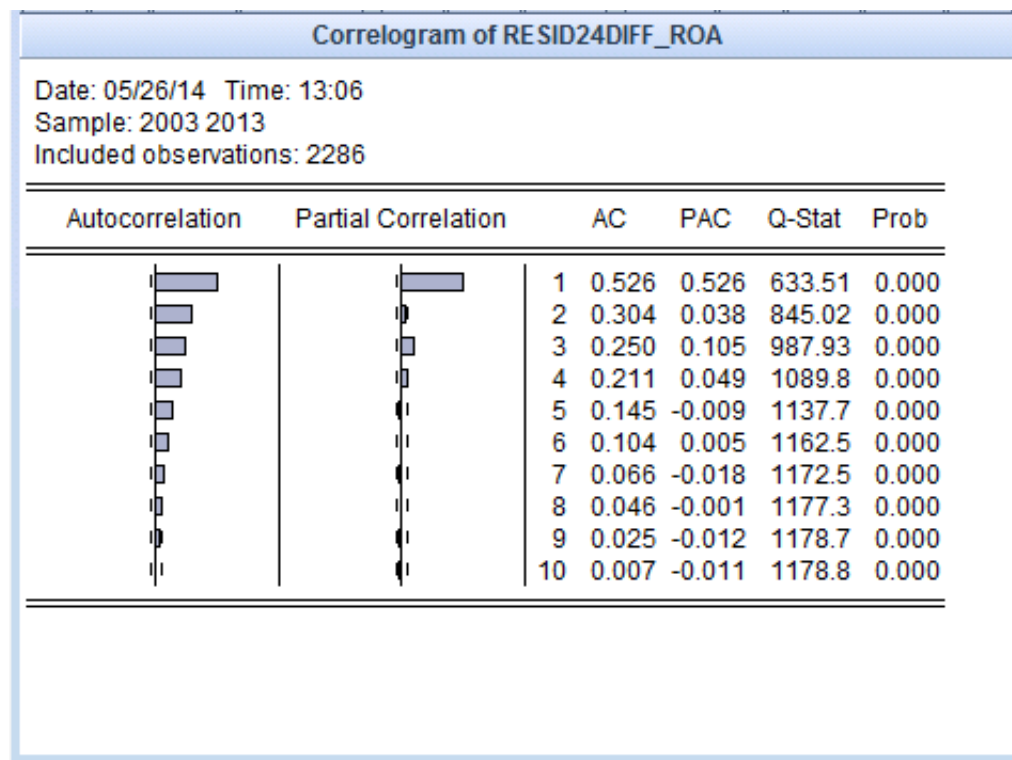 Correlogram of RESID24DIFF_ROA
Date: 05/26/14 Time: 13:06
Sample: 2003 2013
Included observations: 2286
Autocorrelation Partial Correlation AC PAC Q-Stat Prob
1 0.526 0.526 633.51 0.000
2 0.304 0.038 845.02 0.000
3 0.250 0.105 987.93 0.000
4 0.211 0.049 1089.8 0.000
5 0.145 -0.009 1137.7 0.000
6 0.104 0.005 1162.5 0.000
7 0.066 -0.018 1172.5 0.000
8 0.046 -0.001 1177.3 0.000
9 0.025 -0.012 1178.7 0.000
10 0.007 -0.011 1178.8 0.000